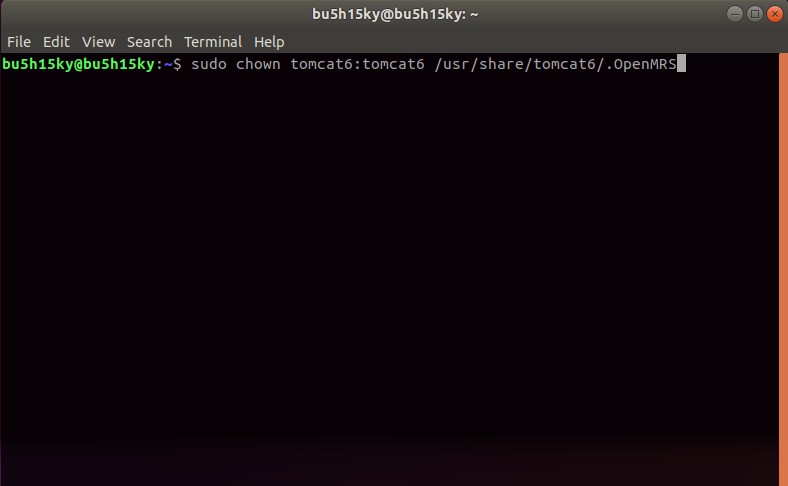 bu5h15ky@bu5h15ky: ~
File Edit View Search Terminal Help
bu5h15ky@bu5h15ky:~$ sudo chown tomcat6:tomcat6 /usr/share/tomcat6/.OpenMRS